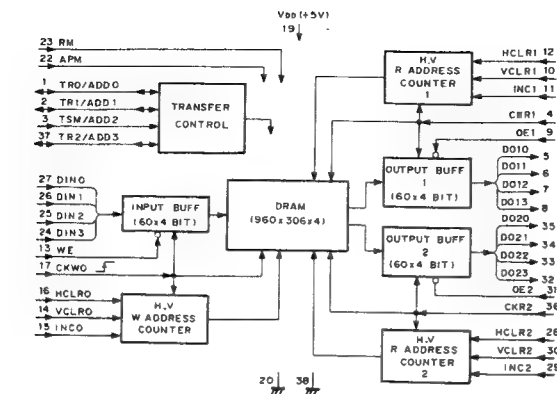 VDD (+5V)
19
23 RM
22 APM
1 TR0/ADD0
2 TR1/ADD1
3 TSM/ADD2
37 TR2/ADD3
TRANSFER
CONTROL
27 DIN0
26 DIN1
25 DIN2
24 DIN3
13 WE
17 CKW0
INPUT BUFF
(60x4 BIT)
16 HCLR0
14 VCLR0
15 INC0
H.V
W ADDRESS
COUNTER
DRAM
(960x306x4)
20
38
H.V
R ADDRESS
COUNTER
1
HCLR1 12
VCLR1 10
INC1 11
CKR1 4
OE1 9
OUTPUT BUFF
1
(60x4 BIT)
DO10 5
DO11 6
DO12 7
DO13 8
OUTPUT BUFF
2
(60x4 BIT)
DO20 35
DO21 34
DO22 33
DO23 32
OE2 31
CKR2 36
H.V
R ADDRESS
COUNTER
2
HCLR2 28
VCLR2 30
INC2 29